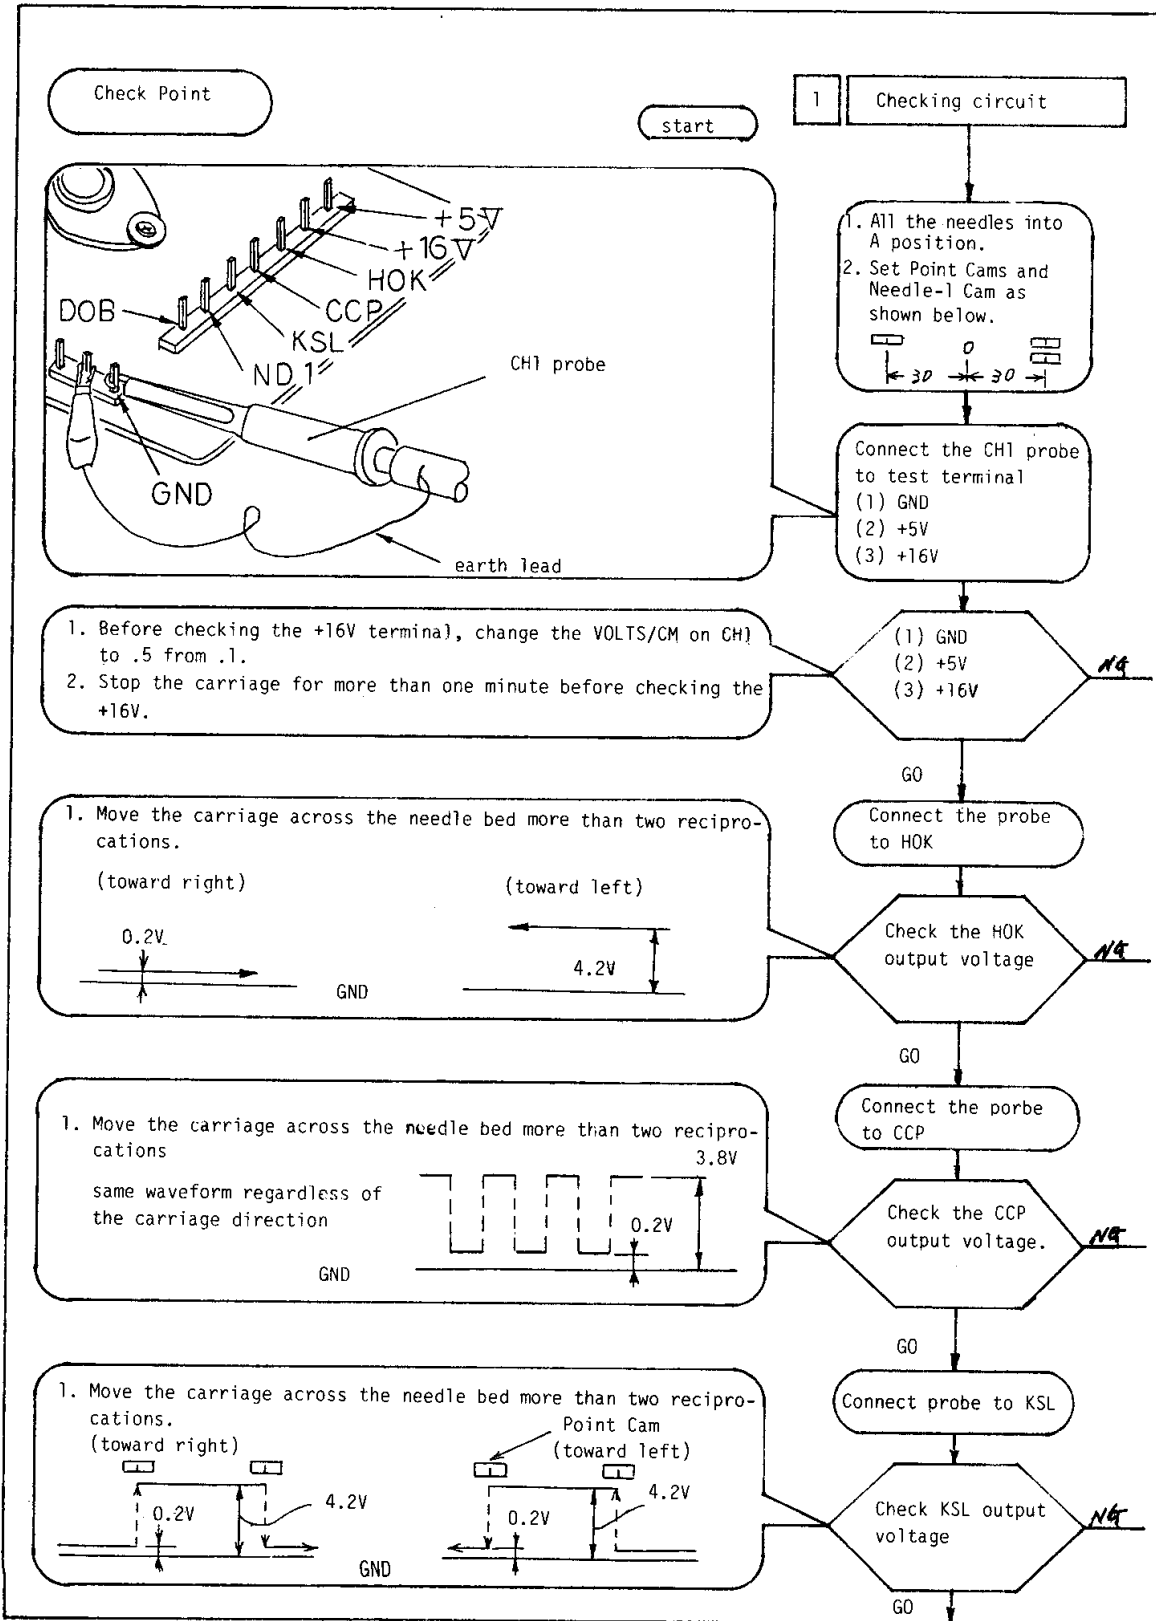 Check Point
start
1
Checking circuit
1. All the needles into
A position.
2. Set Point Cams and
Needle-1 Cam as
shown below.
0
30
30
+5V
+16V
HOK
CCP
KSL
ND1
DOB
GND
CH1 probe
earth lead
Connect the CH1 probe
to test terminal
(1) GND
(2) +5V
(3) +16V
1. Before checking the +16V terminal, change the VOLTS/CM on CH1
to .5 from .1.
2. Stop the carriage for more than one minute before checking the
+16V.
(1) GND
(2) +5V
(3) +16V
NG
GO
Connect the probe
to HOK
1. Move the carriage across the needle bed more than two recipro-
cations.
(toward right)
(toward left)
0.2V
4.2V
GND
Check the HOK
output voltage
NG
GO
Connect the porbe
to CCP
1. Move the carriage across the needle bed more than two recipro-
cations
3.8V
same waveform regardless of
the carriage direction
0.2V
GND
Check the CCP
output voltage.
NG
GO
Connect probe to KSL
1. Move the carriage across the needle bed more than two recipro-
cations.
Point Cam
(toward right)
(toward left)
0.2V
4.2V
0.2V
4.2V
GND
Check KSL output
voltage
NG
GO